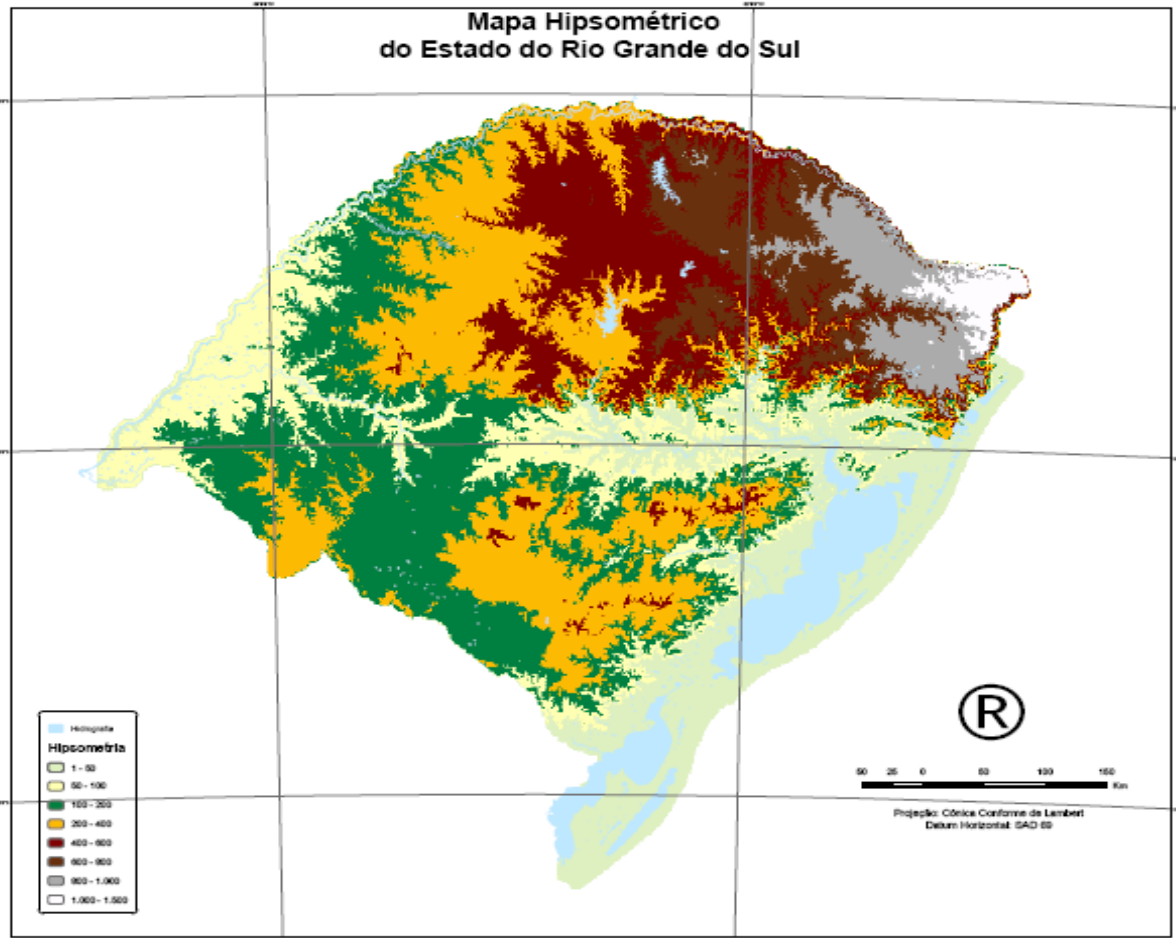 Mapa Hipsométrico
do Estado do Rio Grande do Sul
Hidrografia
Hipsometria
1 - 50
50 - 100
100 - 200
200 - 400
400 - 600
600 - 800
800 - 1.000
1.000 - 1.500
®
50 25 0 50 100 150
Km
Projeção: Cônica Conforme de Lambert
Datum Horizontal: SAD 69